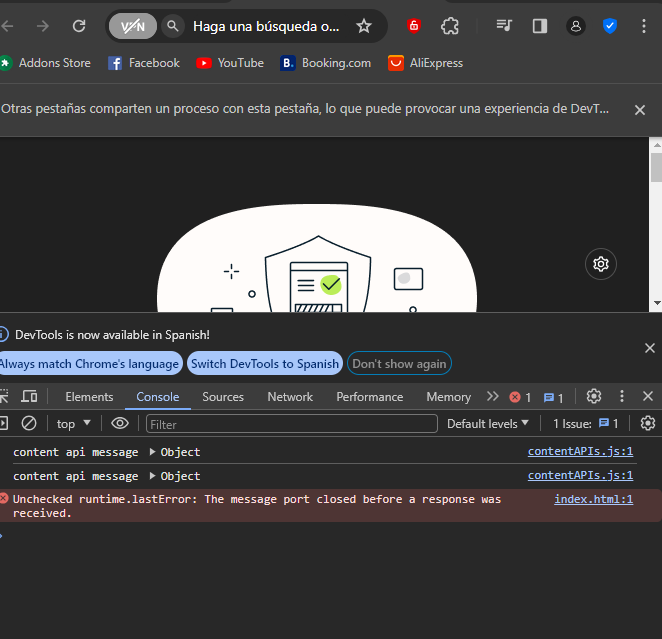 VPN
Haga una búsqueda o...
Addons Store
Facebook
YouTube
B.
Booking.com
AliExpress
Otras pestañas comparten un proceso con esta pestaña, lo que puede provocar una experiencia de DevT...
DevTools is now available in Spanish!
Always match Chrome's language
Switch DevTools to Spanish
Don't show again
Elements
Console
Sources
Network
Performance
Memory
1
1
top
Filter
Default levels
1 Issue:
1
content api message
Object
contentAPIs.js:1
content api message
Object
contentAPIs.js:1
Unchecked runtime.lastError: The message port closed before a response was
index.html:1
received.